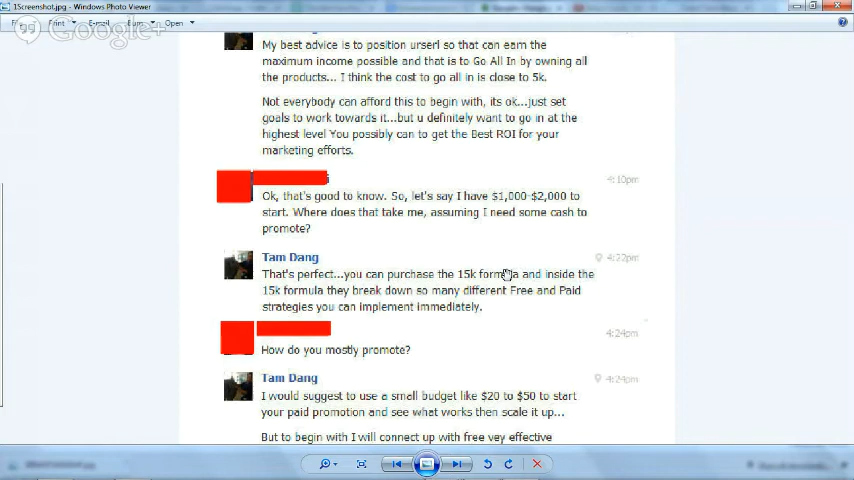 1Screenshot.jpg - Windows Photo Viewer
Print E-mail Burn Open
Google+
My best advice is to position urserl so that can earn the
maximum income possible and that is to Go All In by owning all
the products... I think the cost to go all in is close to 5k.
Not everybody can afford this to begin with, its ok...just set
goals to work towards it...but u definitely want to go in at the
highest level You possibly can to get the Best ROI for your
marketing efforts.
4:10pm
Ok, that's good to know. So, let's say I have $1,000-$2,000 to
start. Where does that take me, assuming I need some cash to
promote?
Tam Dang 4:22pm
That's perfect...you can purchase the 15k formula and inside the
15k formula they break down so many different Free and Paid
strategies you can implement immediately.
4:24pm
How do you mostly promote?
Tam Dang 4:24pm
I would suggest to use a small budget like $20 to $50 to start
your paid promotion and see what works then scale it up...
But to begin with I will connect up with free vey effective